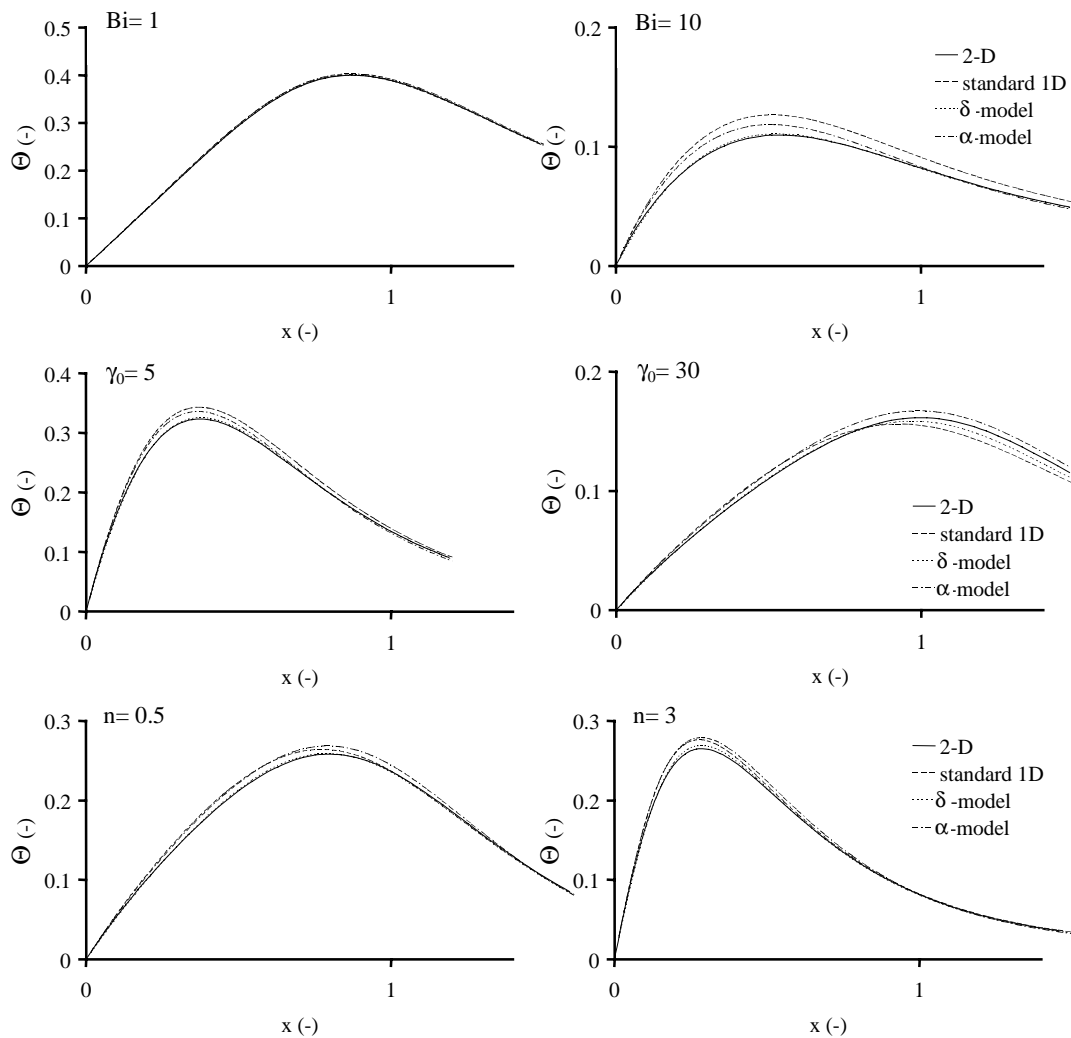 Bi= 1
0.5
0.4
0.3
0.2
0.1
0
Θ (-)
0
1
x (-)
Bi= 10
0.2
0.1
0
Θ (-)
2-D
standard 1D
δ -model
α-model
0
1
x (-)
γ₀= 5
0.4
0.3
0.2
0.1
0
Θ (-)
0
1
x (-)
γ₀= 30
0.2
0.1
0
Θ (-)
2-D
standard 1D
δ -model
α-model
0
1
x (-)
n= 0.5
0.3
0.2
0.1
0
Θ (-)
0
1
x (-)
n= 3
0.3
0.2
0.1
0
Θ (-)
2-D
standard 1D
δ -model
α-model
0
1
x (-)